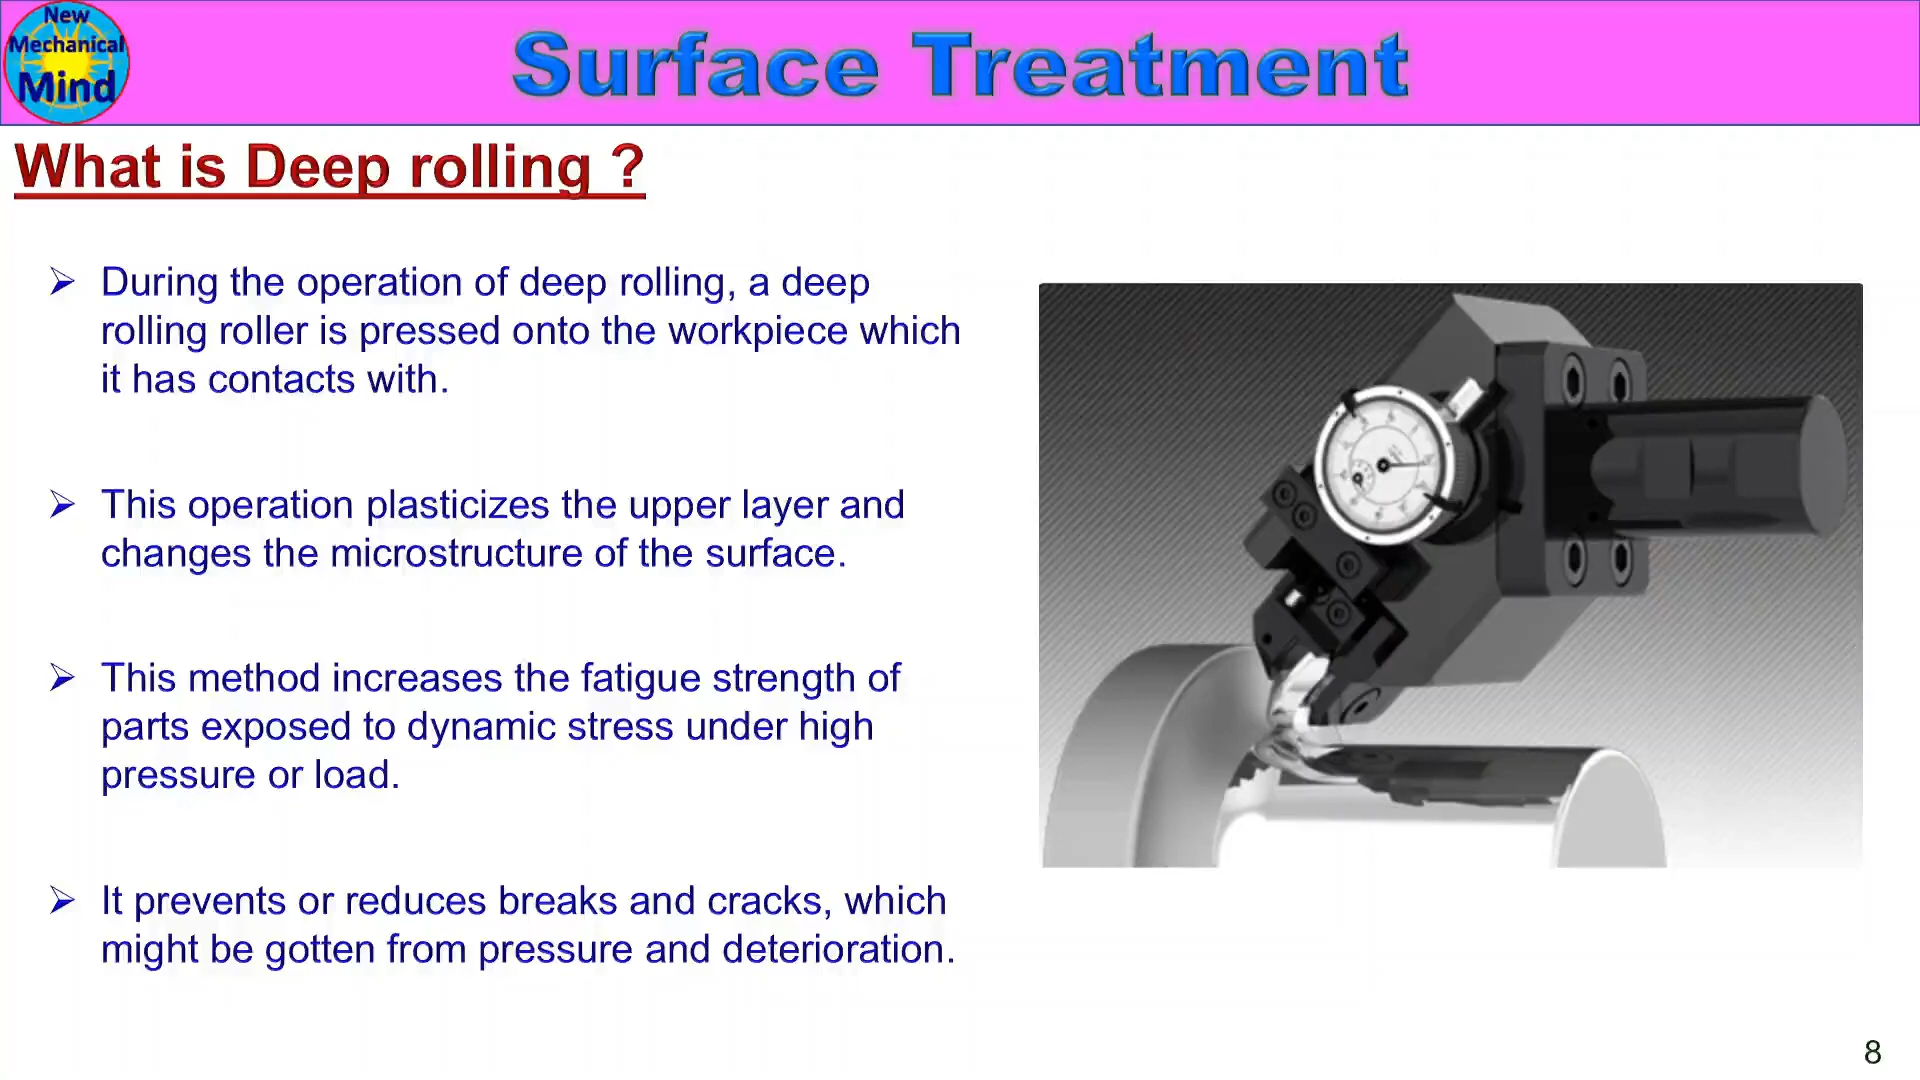 New
Mechanical
Mind
Surface Treatment
What is Deep rolling ?
During the operation of deep rolling, a deep
rolling roller is pressed onto the workpiece which
it has contacts with.
This operation plasticizes the upper layer and
changes the microstructure of the surface.
This method increases the fatigue strength of
parts exposed to dynamic stress under high
pressure or load.
It prevents or reduces breaks and cracks, which
might be gotten from pressure and deterioration.
8